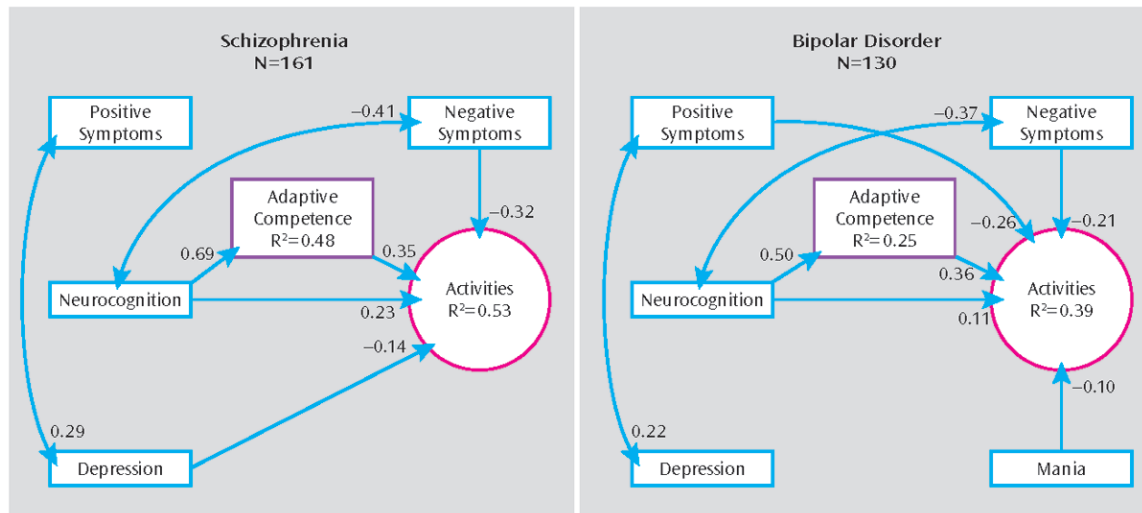 Schizophrenia
N=161
Positive
Symptoms
−0.41
Negative
Symptoms
Adaptive
Competence
R²=0.48
−0.32
0.69
0.35
Neurocognition
0.23
Activities
R²=0.53
−0.14
0.29
Depression
Bipolar Disorder
N=130
Positive
Symptoms
−0.37
Negative
Symptoms
Adaptive
Competence
R²=0.25
−0.26
−0.21
0.50
0.36
Neurocognition
0.11
Activities
R²=0.39
−0.10
0.22
Depression
Mania